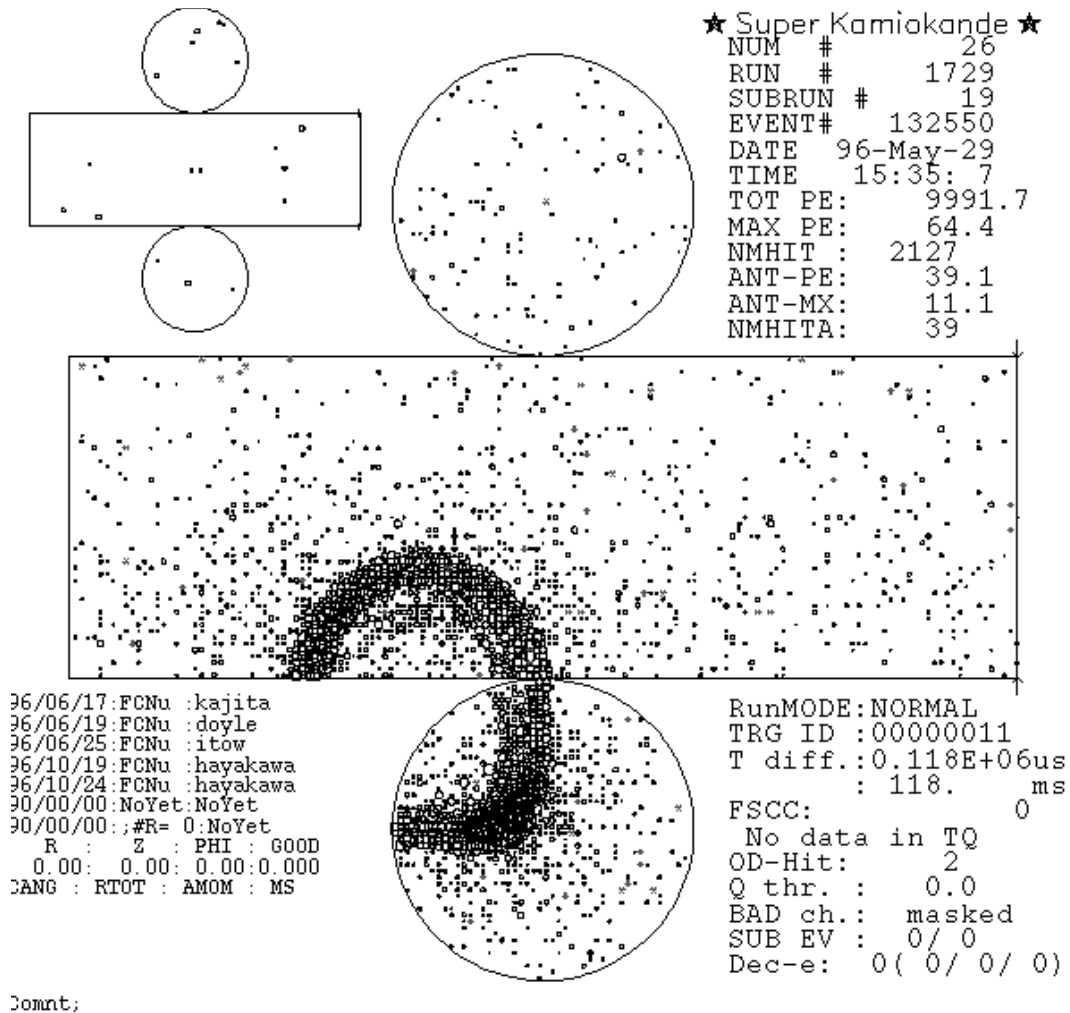 ★ Super Kamiokande ★
NUM # 26
RUN # 1729
SUBRUN # 19
EVENT# 132550
DATE 96-May-29
TIME 15:35: 7
TOT PE: 9991.7
MAX PE: 64.4
NMHIT : 2127
ANT-PE: 39.1
ANT-MX: 11.1
NMHITA: 39
96/06/17:FCNu :kajita
96/06/19:FCNu :doyle
96/06/25:FCNu :itow
96/10/19:FCNu :hayakawa
96/10/24:FCNu :hayakawa
90/00/00:NoYet:NoYet
90/00/00:;#R= 0:NoYet
R : Z : PHI : GOOD
0.00: 0.00: 0.00:0.000
CANG : RTOT : AMOM : MS
Comnt;
RunMODE:NORMAL
TRG ID :00000011
T diff.:0.118E+06us
: 118. ms
FSCC: 0
No data in TQ
OD-Hit: 2
Q thr. : 0.0
BAD ch.: masked
SUB EV : 0/ 0
Dec-e: 0( 0/ 0/ 0)